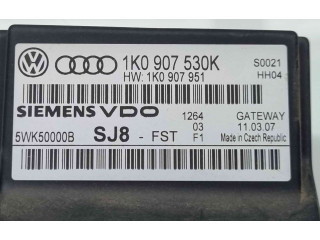 1K0 907 530K S0021
HW: 1K0 907 951 HH04
SIEMENS VDO 1264 GATEWAY
03 11.03.07
5WK50000B SJ8 - FST F1 Made in Czech Republic